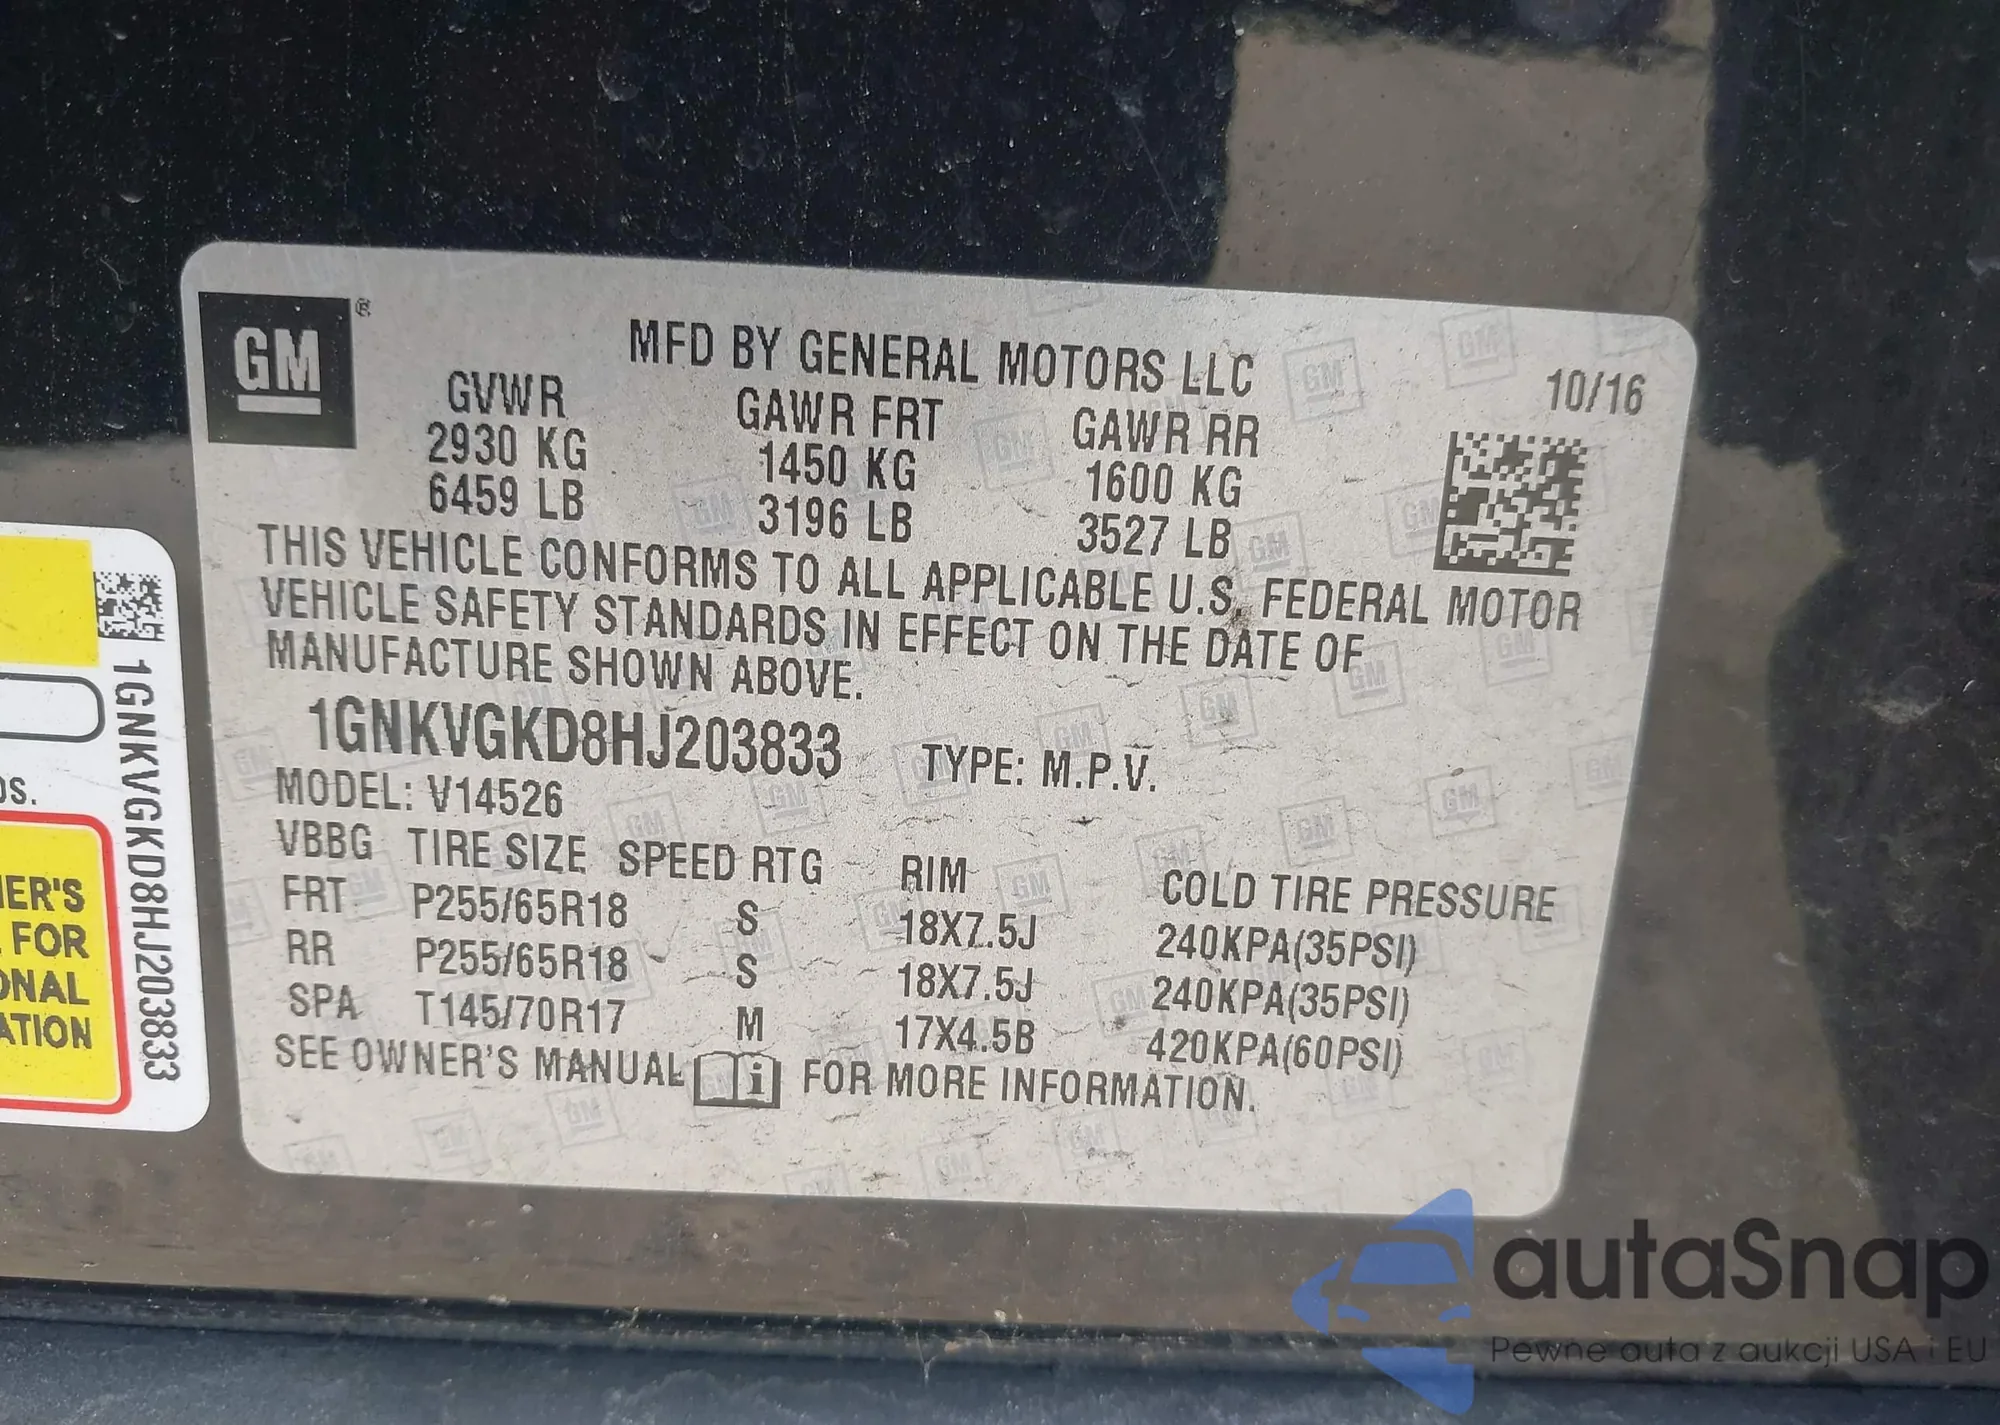 GM®
MFD BY GENERAL MOTORS LLC
10/16
GVWR GAWR FRT GAWR RR
2930 KG 1450 KG 1600 KG
6459 LB 3196 LB 3527 LB
THIS VEHICLE CONFORMS TO ALL APPLICABLE U.S. FEDERAL MOTOR
VEHICLE SAFETY STANDARDS IN EFFECT ON THE DATE OF
MANUFACTURE SHOWN ABOVE.
1GNKVGKD8HJ203833 TYPE: M.P.V.
MODEL: V14526
VBBG TIRE SIZE SPEED RTG RIM COLD TIRE PRESSURE
FRT P255/65R18 S 18X7.5J 240KPA(35PSI)
RR P255/65R18 S 18X7.5J 240KPA(35PSI)
SPA T145/70R17 M 17X4.5B 420KPA(60PSI)
SEE OWNER'S MANUAL i FOR MORE INFORMATION.
1GNKVGKD8HJ203833
FOR
autaSnap
Pewne auta z aukcji USA i EU